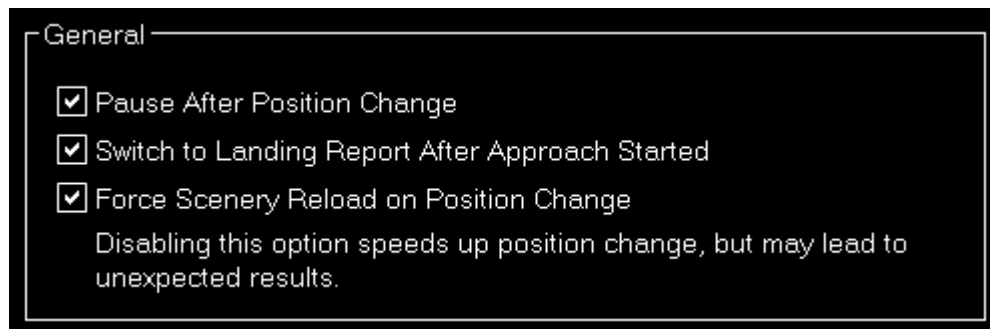 General
Pause After Position Change
Switch to Landing Report After Approach Started
Force Scenery Reload on Position Change
Disabling this option speeds up position change, but may lead to
unexpected results.